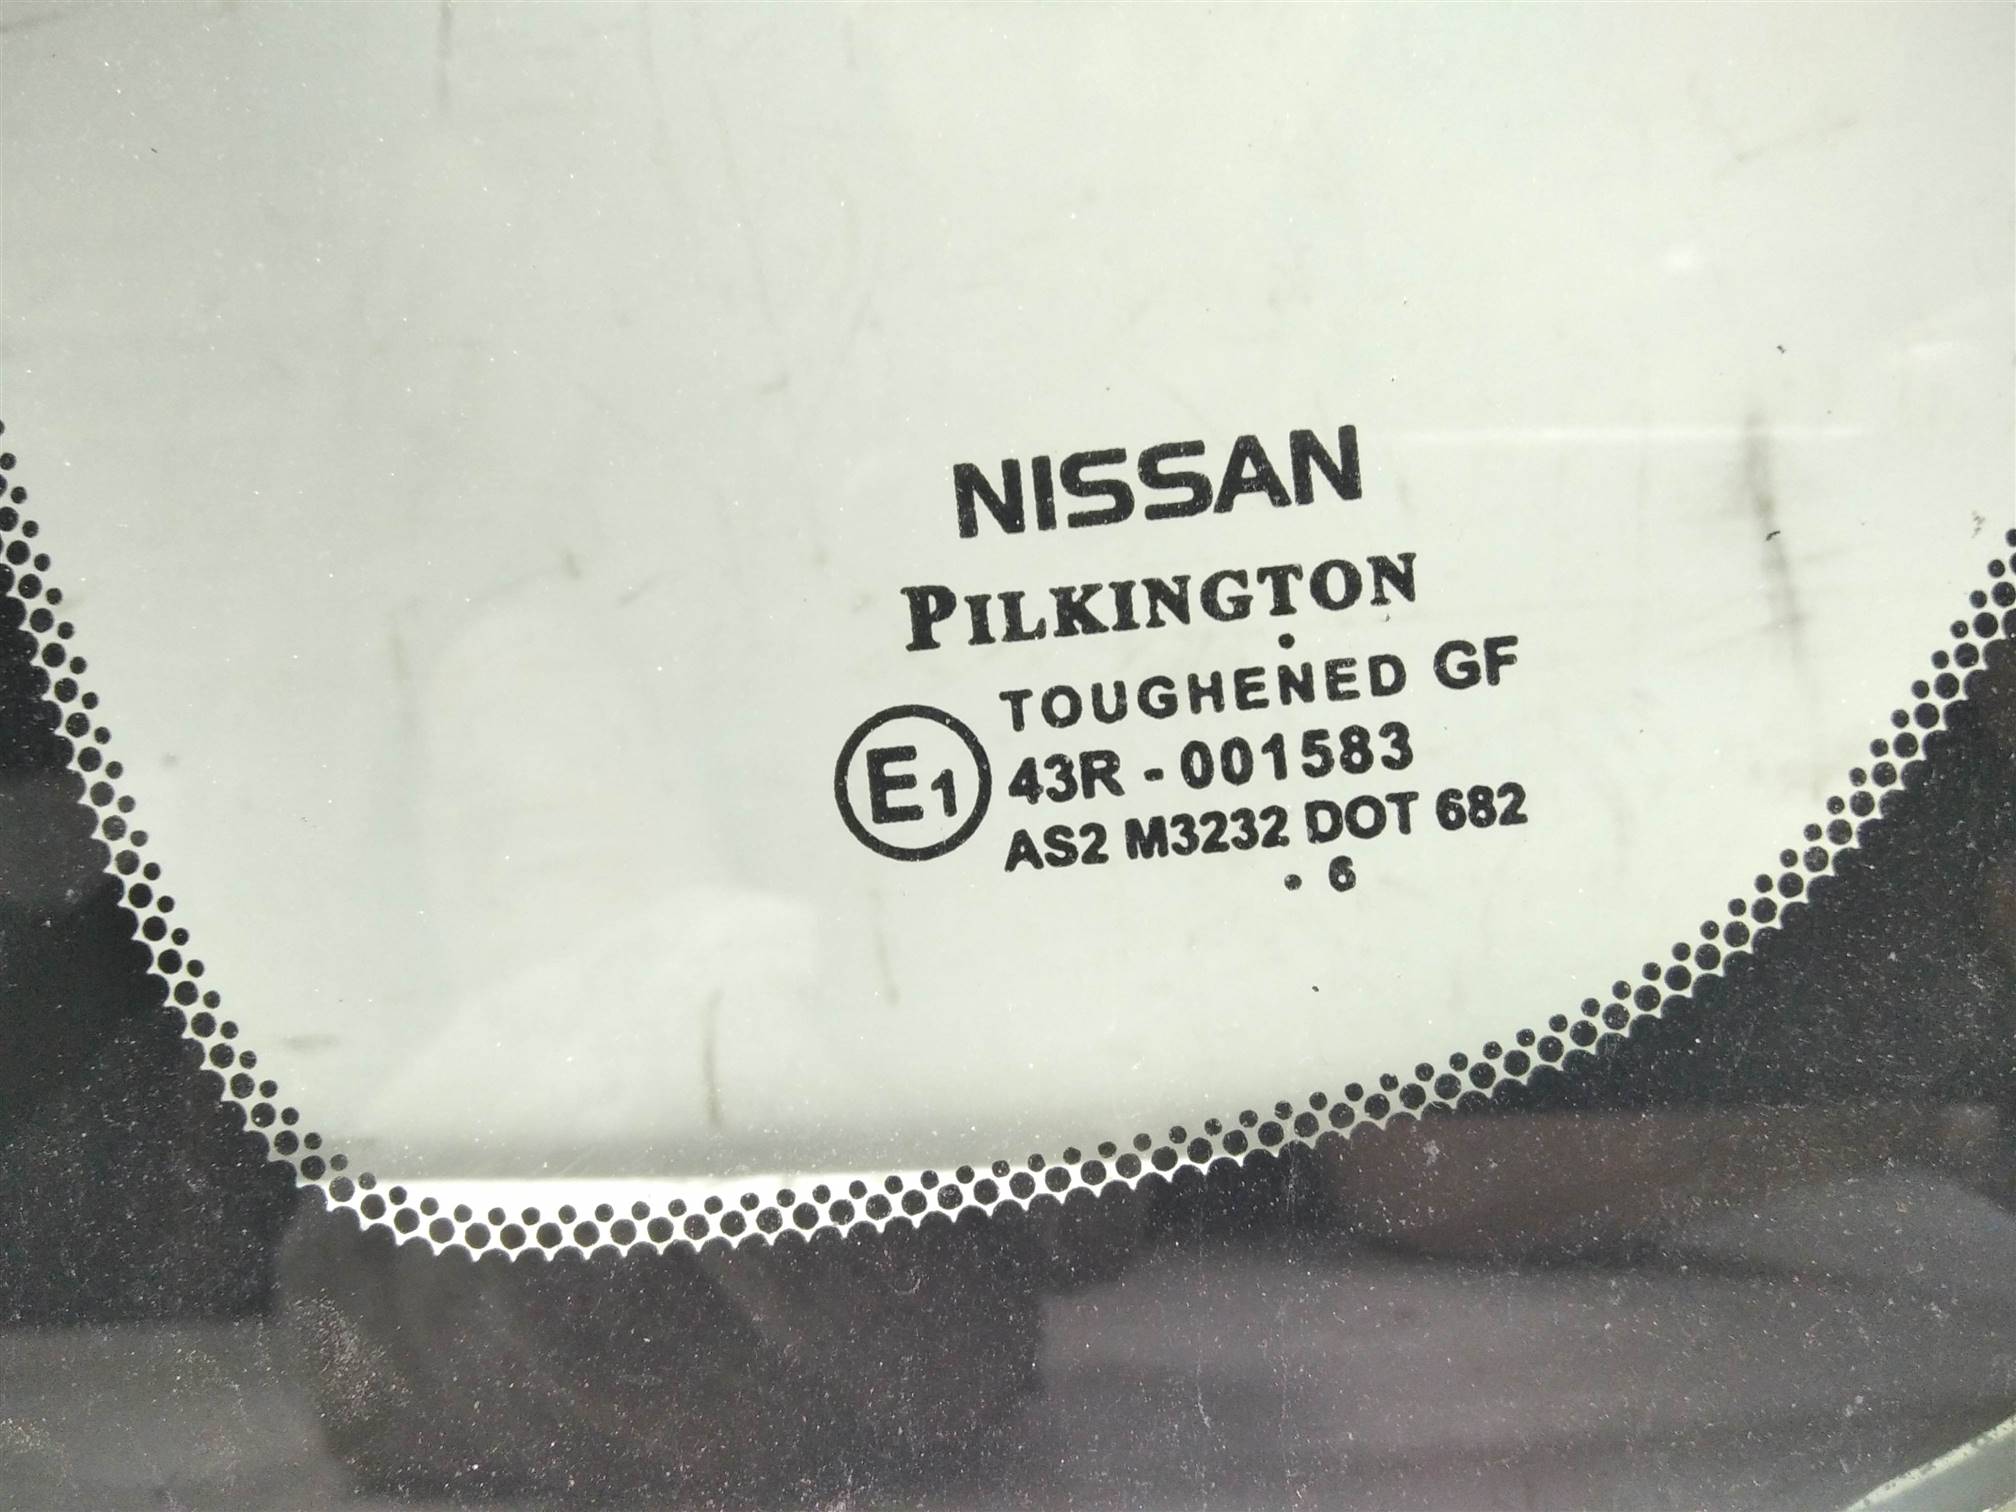 NISSAN
PILKINGTON
TOUGHENED GF
E1 43R - 001583
AS2 M3232 DOT 682
. 6